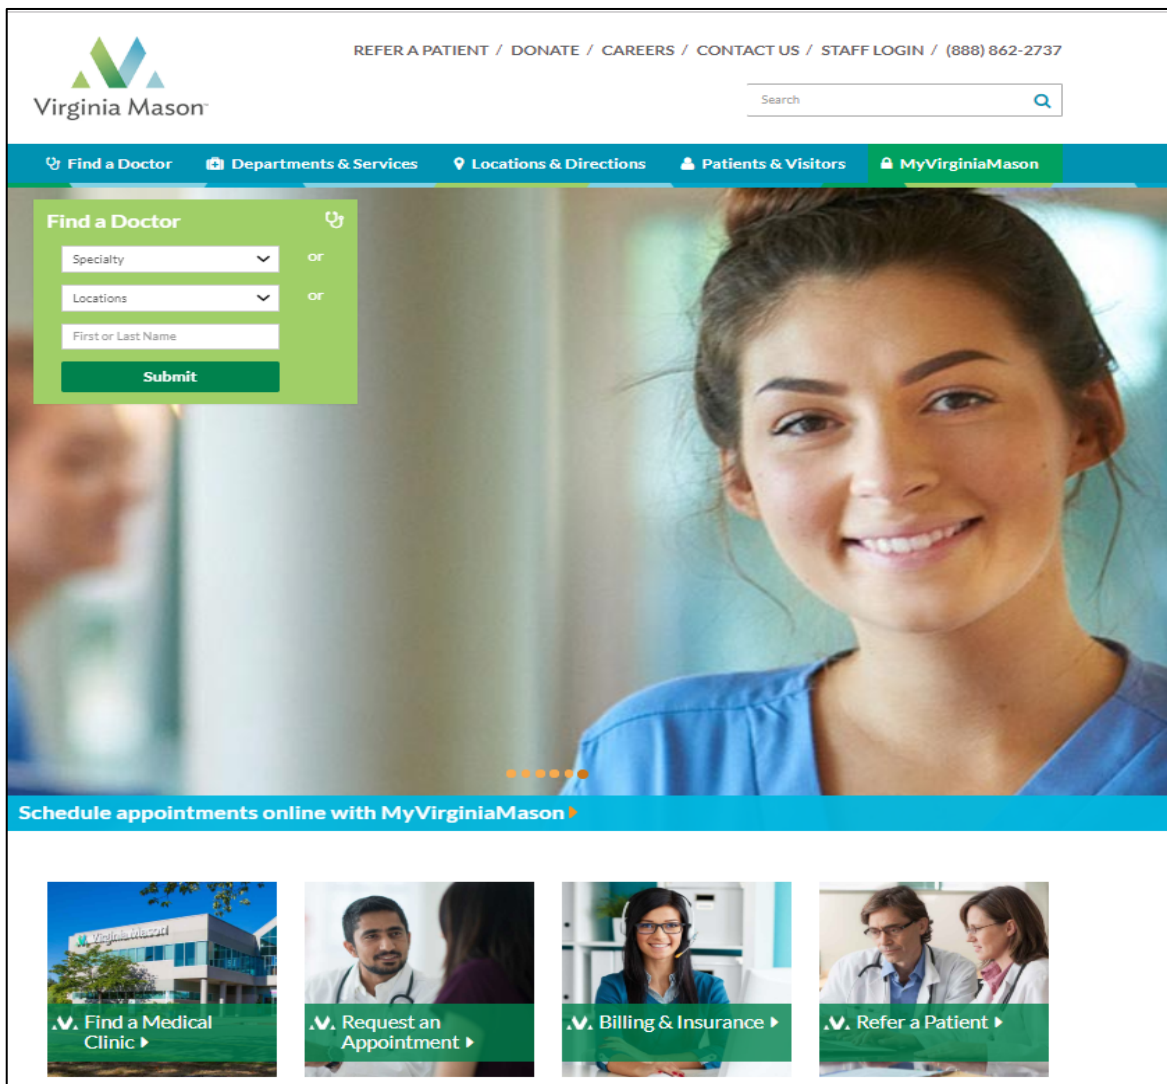 REFER A PATIENT / DONATE / CAREERS / CONTACT US / STAFF LOGIN / (888) 862-2737
Virginia Mason™
Search
Find a Doctor Departments & Services Locations & Directions Patients & Visitors MyVirginiaMason
Find a Doctor
Specialty or
Locations or
First or Last Name
Submit
Schedule appointments online with MyVirginiaMason
Virginia Mason
Find a Medical
Clinic
Request an
Appointment
Billing & Insurance
Refer a Patient